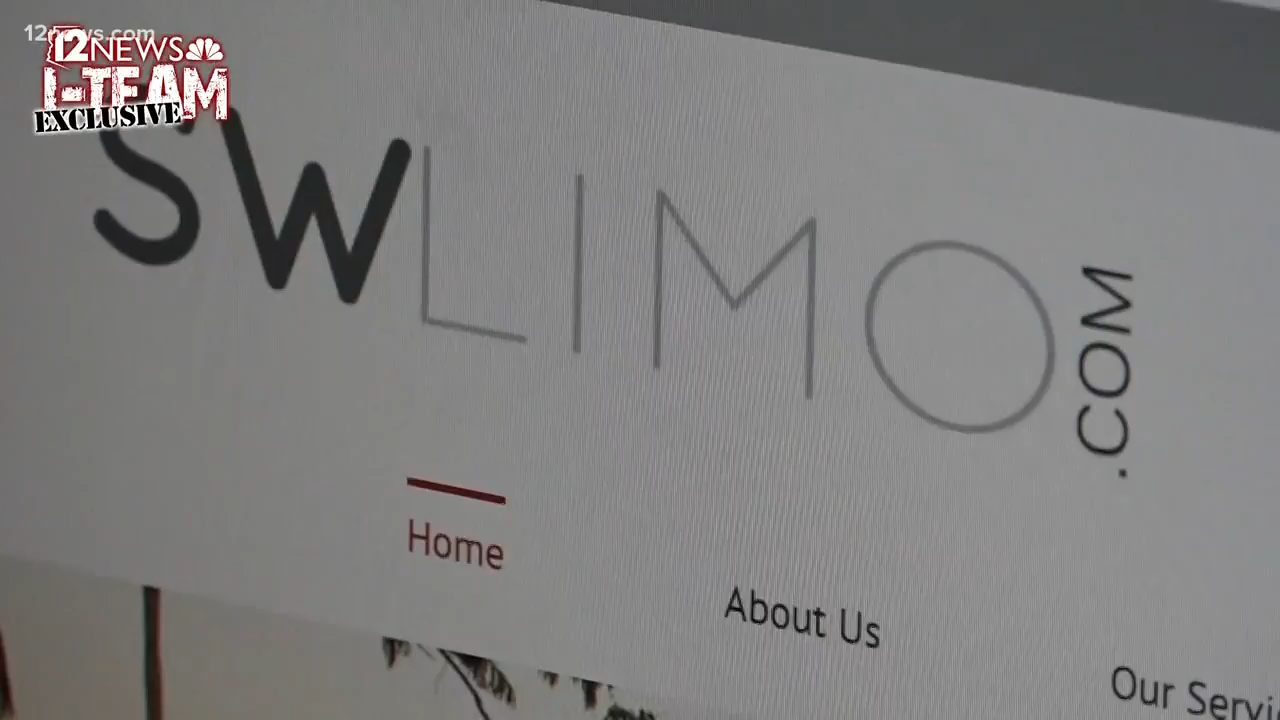 12news.com
12NEWS
I-TEAM
EXCLUSIVE
SWLIMO
.COM
Home
About Us
Our Servi